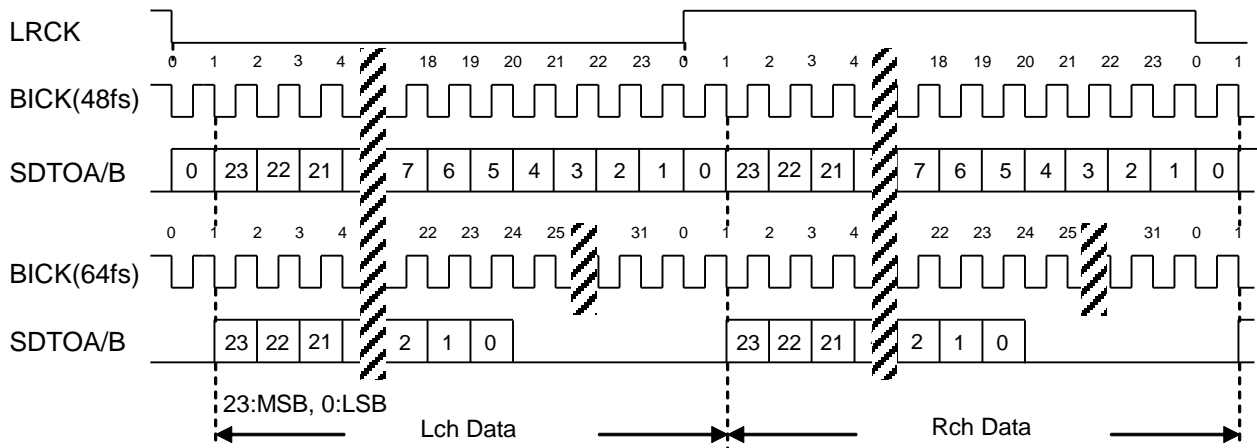 LRCK
0 1 2 3 4 18 19 20 21 22 23 0 1 2 3 4 18 19 20 21 22 23 0 1
BICK(48fs)
SDTOA/B 0 23 22 21 7 6 5 4 3 2 1 0 23 22 21 7 6 5 4 3 2 1 0
0 1 2 3 4 22 23 24 25 31 0 1 2 3 4 22 23 24 25 31 0 1
BICK(64fs)
SDTOA/B 23 22 21 2 1 0 23 22 21 2 1 0
23:MSB, 0:LSB
Lch Data Rch Data